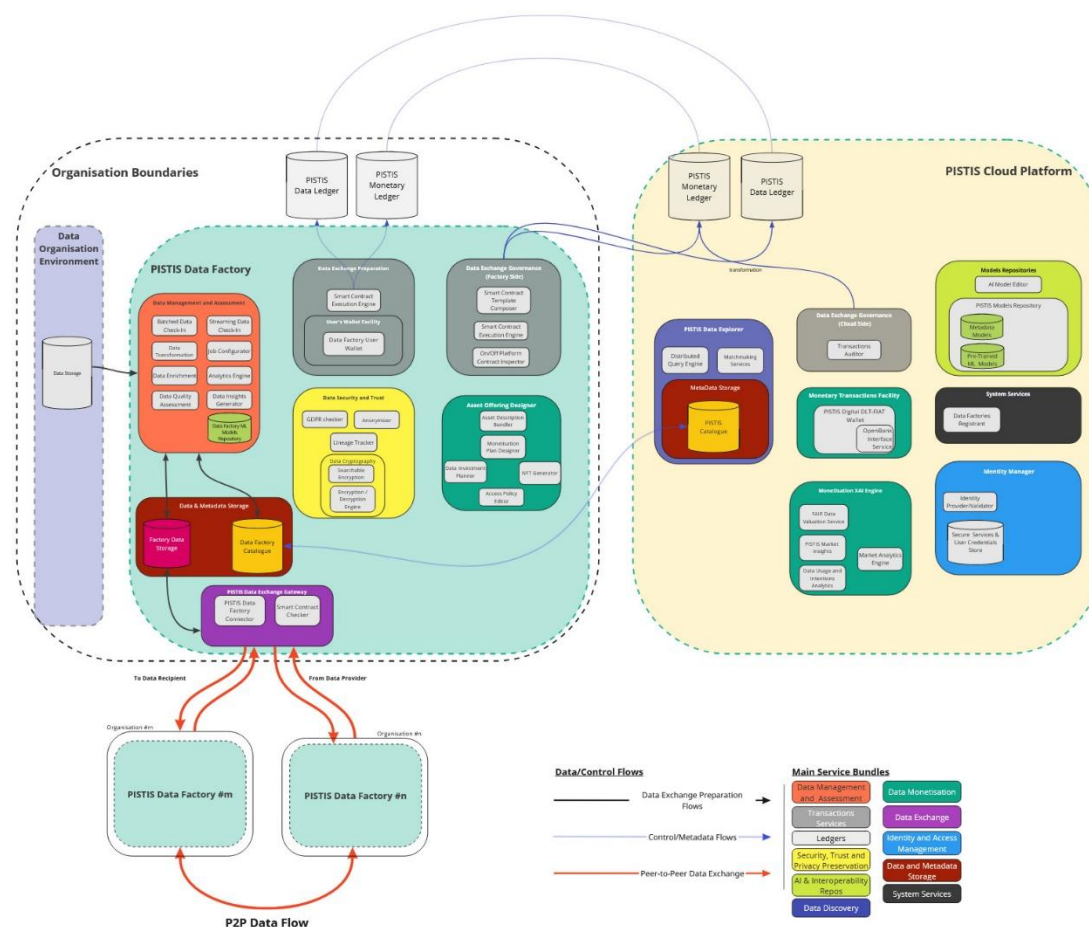 Organisation Boundaries
PISTIS
Data Ledger
PISTIS
Monetary
Ledger
PISTIS
Monetary
Ledger
PISTIS
Data Ledger
PISTIS Cloud Platform
Data
Organisation
Environment
Data Storage
PISTIS Data Factory
Data Management and Assessment
Batched Data
Check-In
Streaming Data
Check-In
Data
Transformation
Job Configurator
Data Enrichment
Analytics Engine
Data Quality
Assessment
Data Insights
Generator
Data Factory ML
Models
Repository
Data Exchange Preparation
Smart Contract
Execution Engine
User's Wallet Facility
Data Factory User
Wallet
Data Exchange Governance
(Factory Side)
Smart Contract
Template
Composer
Smart Contract
Execution Engine
On/Off Platform
Contract Inspector
Data Security and Trust
GDPR checker
Anonymizer
Lineage Tracker
Data Cryptography
Searchable
Encryption
Encryption /
Decryption
Engine
Asset Offering Designer
Asset Description
Bundler
Monetisation
Plan Designer
Data Investment
Planner
NFT Generator
Access Policy
Editor
Data & Metadata Storage
Factory Data
Storage
Data Factory
Catalogue
PISTIS Data Exchange Gateway
PISTIS Data
Factory
Connector
Smart Contract
Checker
transformation
PISTIS Data Explorer
Distributed
Query Engine
Matchmaking
Services
MetaData Storage
PISTIS
Catalogue
Data Exchange Governance
(Cloud Side)
Transactions
Auditor
Monetary Transactions Facility
PISTIS Digital DLT-FIAT
Wallet
OpenBank
Interface
Service
Monetisation XAI Engine
FAIR Data
Valuation Service
PISTIS Market
Insights
Market Analytics
Engine
Data Usage and
Intentions
Analytics
Models Repositories
AI Model Editor
PISTIS Models Repository
Metadata
Models
Pre-Trained
ML Models
System Services
Data Factories
Registrant
Identity Manager
Identity
Provider/Validator
Secure Services &
User Credentials
Store
To Data Recipient
From Data Provider
Organisation #m
PISTIS Data Factory #m
Organisation #n
PISTIS Data Factory #n
P2P Data Flow
Data/Control Flows
Data Exchange Preparation
Flows
Control/Metadata Flows
Peer-to-Peer Data Exchange
Main Service Bundles
Data Management
and Assessment
Transactions
Services
Ledgers
Security, Trust and
Privacy Preservation
AI & Interoperability
Repos
Data Discovery
Data Monetisation
Data Exchange
Identity and Access
Management
Data and Metadata
Storage
System Services